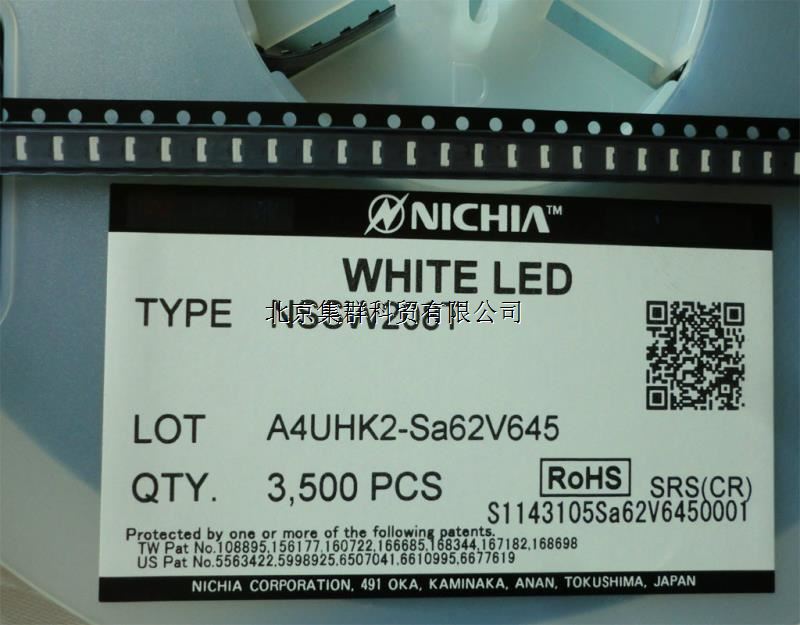 NICHIA™
WHITE LED
TYPE
北京集群科贸有限公司
LOT A4UHK2-Sa62V645
QTY. 3,500 PCS
RoHS SRS(CR)
S1143105Sa62V6450001
Protected by one or more of the following patents.
TW Pat No.108895,156177,160722,166685,168344,167182,168698
US Pat No.5563422,5998925,6507041,6610995,6677619
NICHIA CORPORATION, 491 OKA, KAMINAKA, ANAN, TOKUSHIMA, JAPAN